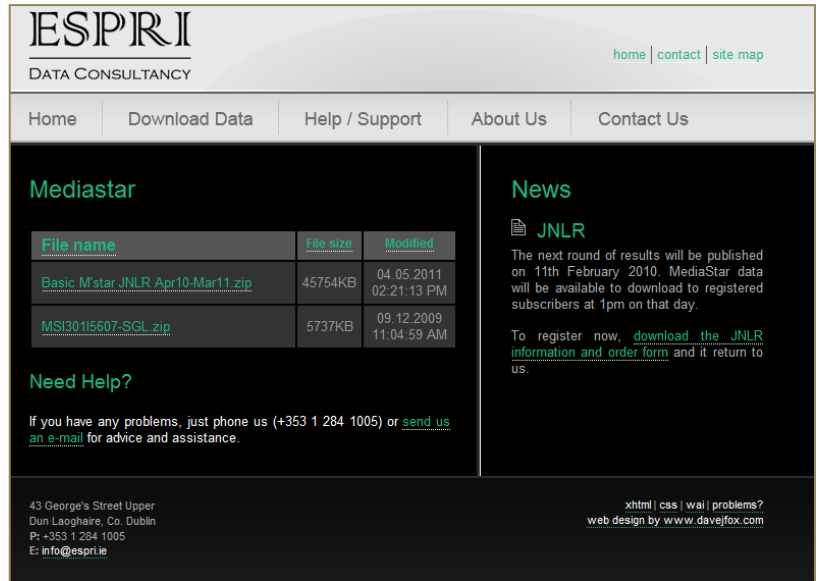 ESPRI
DATA CONSULTANCY
home | contact | site map
Home Download Data Help / Support About Us Contact Us
Mediastar
File name File size Modified
Basic M'star JNLR Apr10-Mar11.zip 45754KB 04.05.2011
02:21:13 PM
MSI301I5607-SGL.zip 5737KB 09.12.2009
11:04:59 AM
Need Help?
If you have any problems, just phone us (+353 1 284 1005) or send us
an e-mail for advice and assistance.
News
JNLR
The next round of results will be published
on 11th February 2010. MediaStar data
will be available to download to registered
subscribers at 1pm on that day.
To register now, download the JNLR
information and order form and it return to
us.
43 George's Street Upper
Dun Laoghaire, Co. Dublin
P: +353 1 284 1005
E: info@espri.ie
xhtml | css | wai | problems?
web design by www.davejfox.com